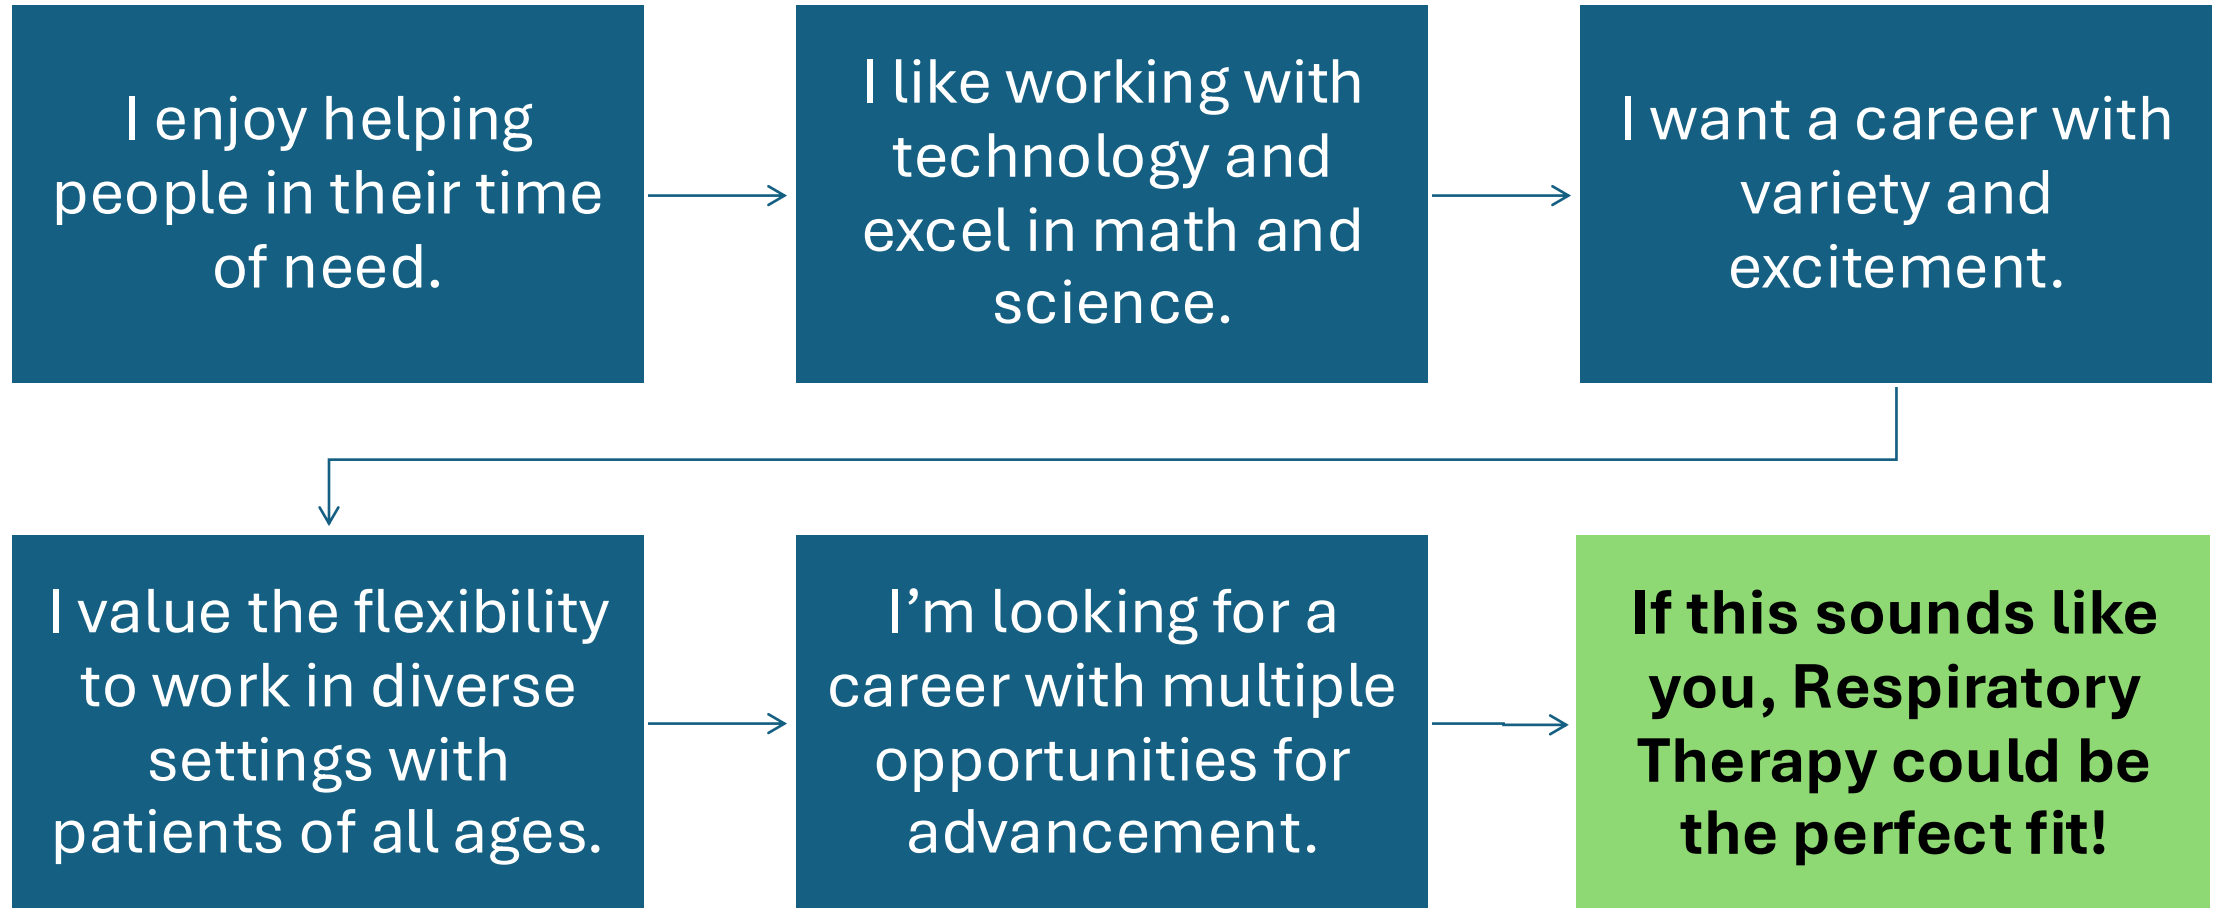 I enjoy helping
people in their time
of need.
I like working with
technology and
excel in math and
science.
I want a career with
variety and
excitement.
I value the flexibility
to work in diverse
settings with
patients of all ages.
I’m looking for a
career with multiple
opportunities for
advancement.
If this sounds like
you, Respiratory
Therapy could be
the perfect fit!